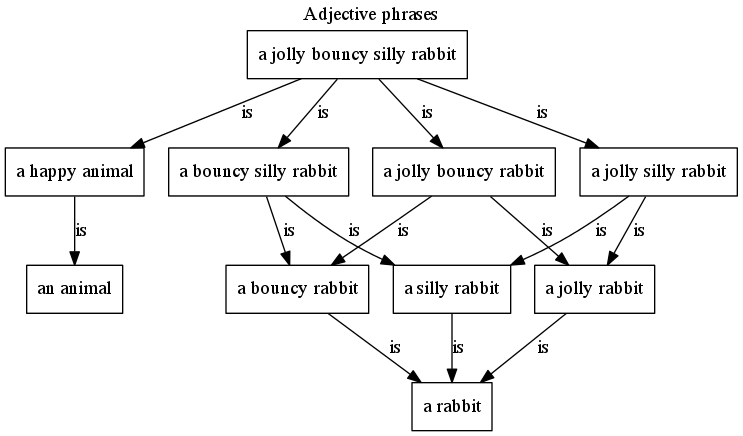 Adjective phrases
a jolly bouncy silly rabbit
is is is is
a happy animal a bouncy silly rabbit a jolly bouncy rabbit a jolly silly rabbit
is is is is is is is
an animal a bouncy rabbit a silly rabbit a jolly rabbit
is is is
a rabbit